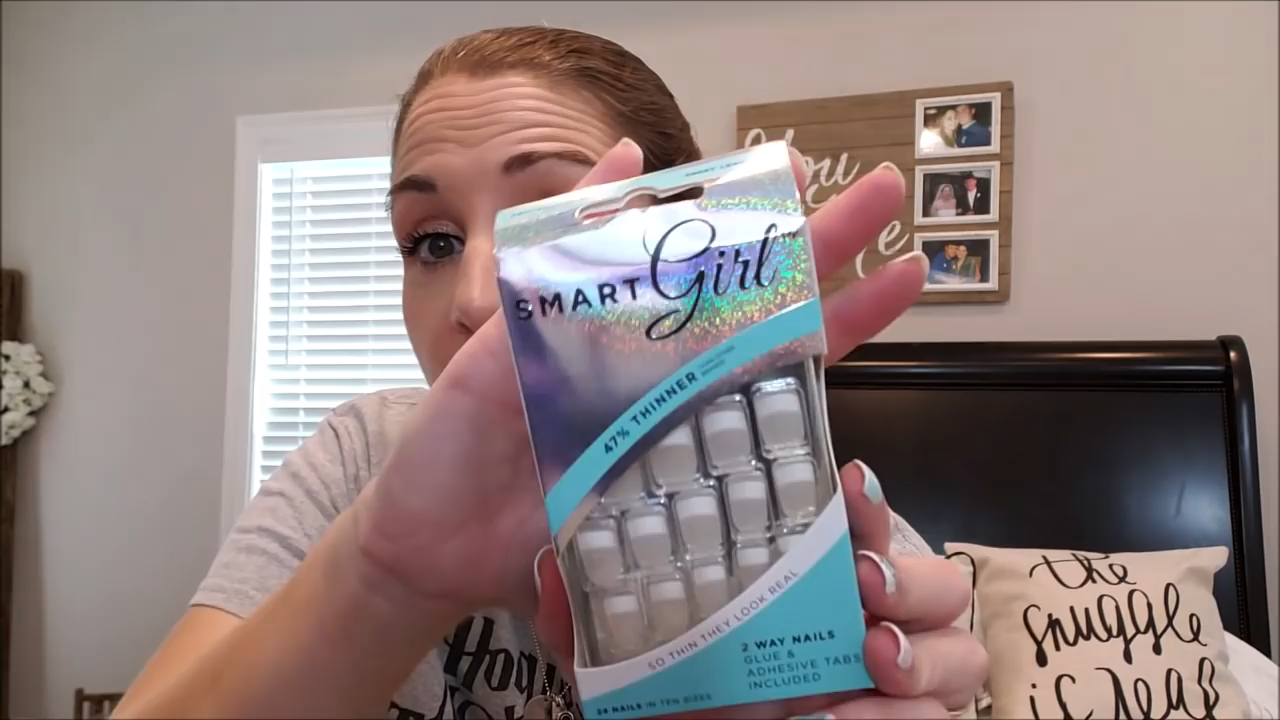 You
e
SMART Girl
47% THINNER
SO THIN THEY LOOK REAL
2 WAY NAILS
GLUE &
ADHESIVE TABS
INCLUDED
24 NAILS IN TEN SIZES
the
snuggle
is real